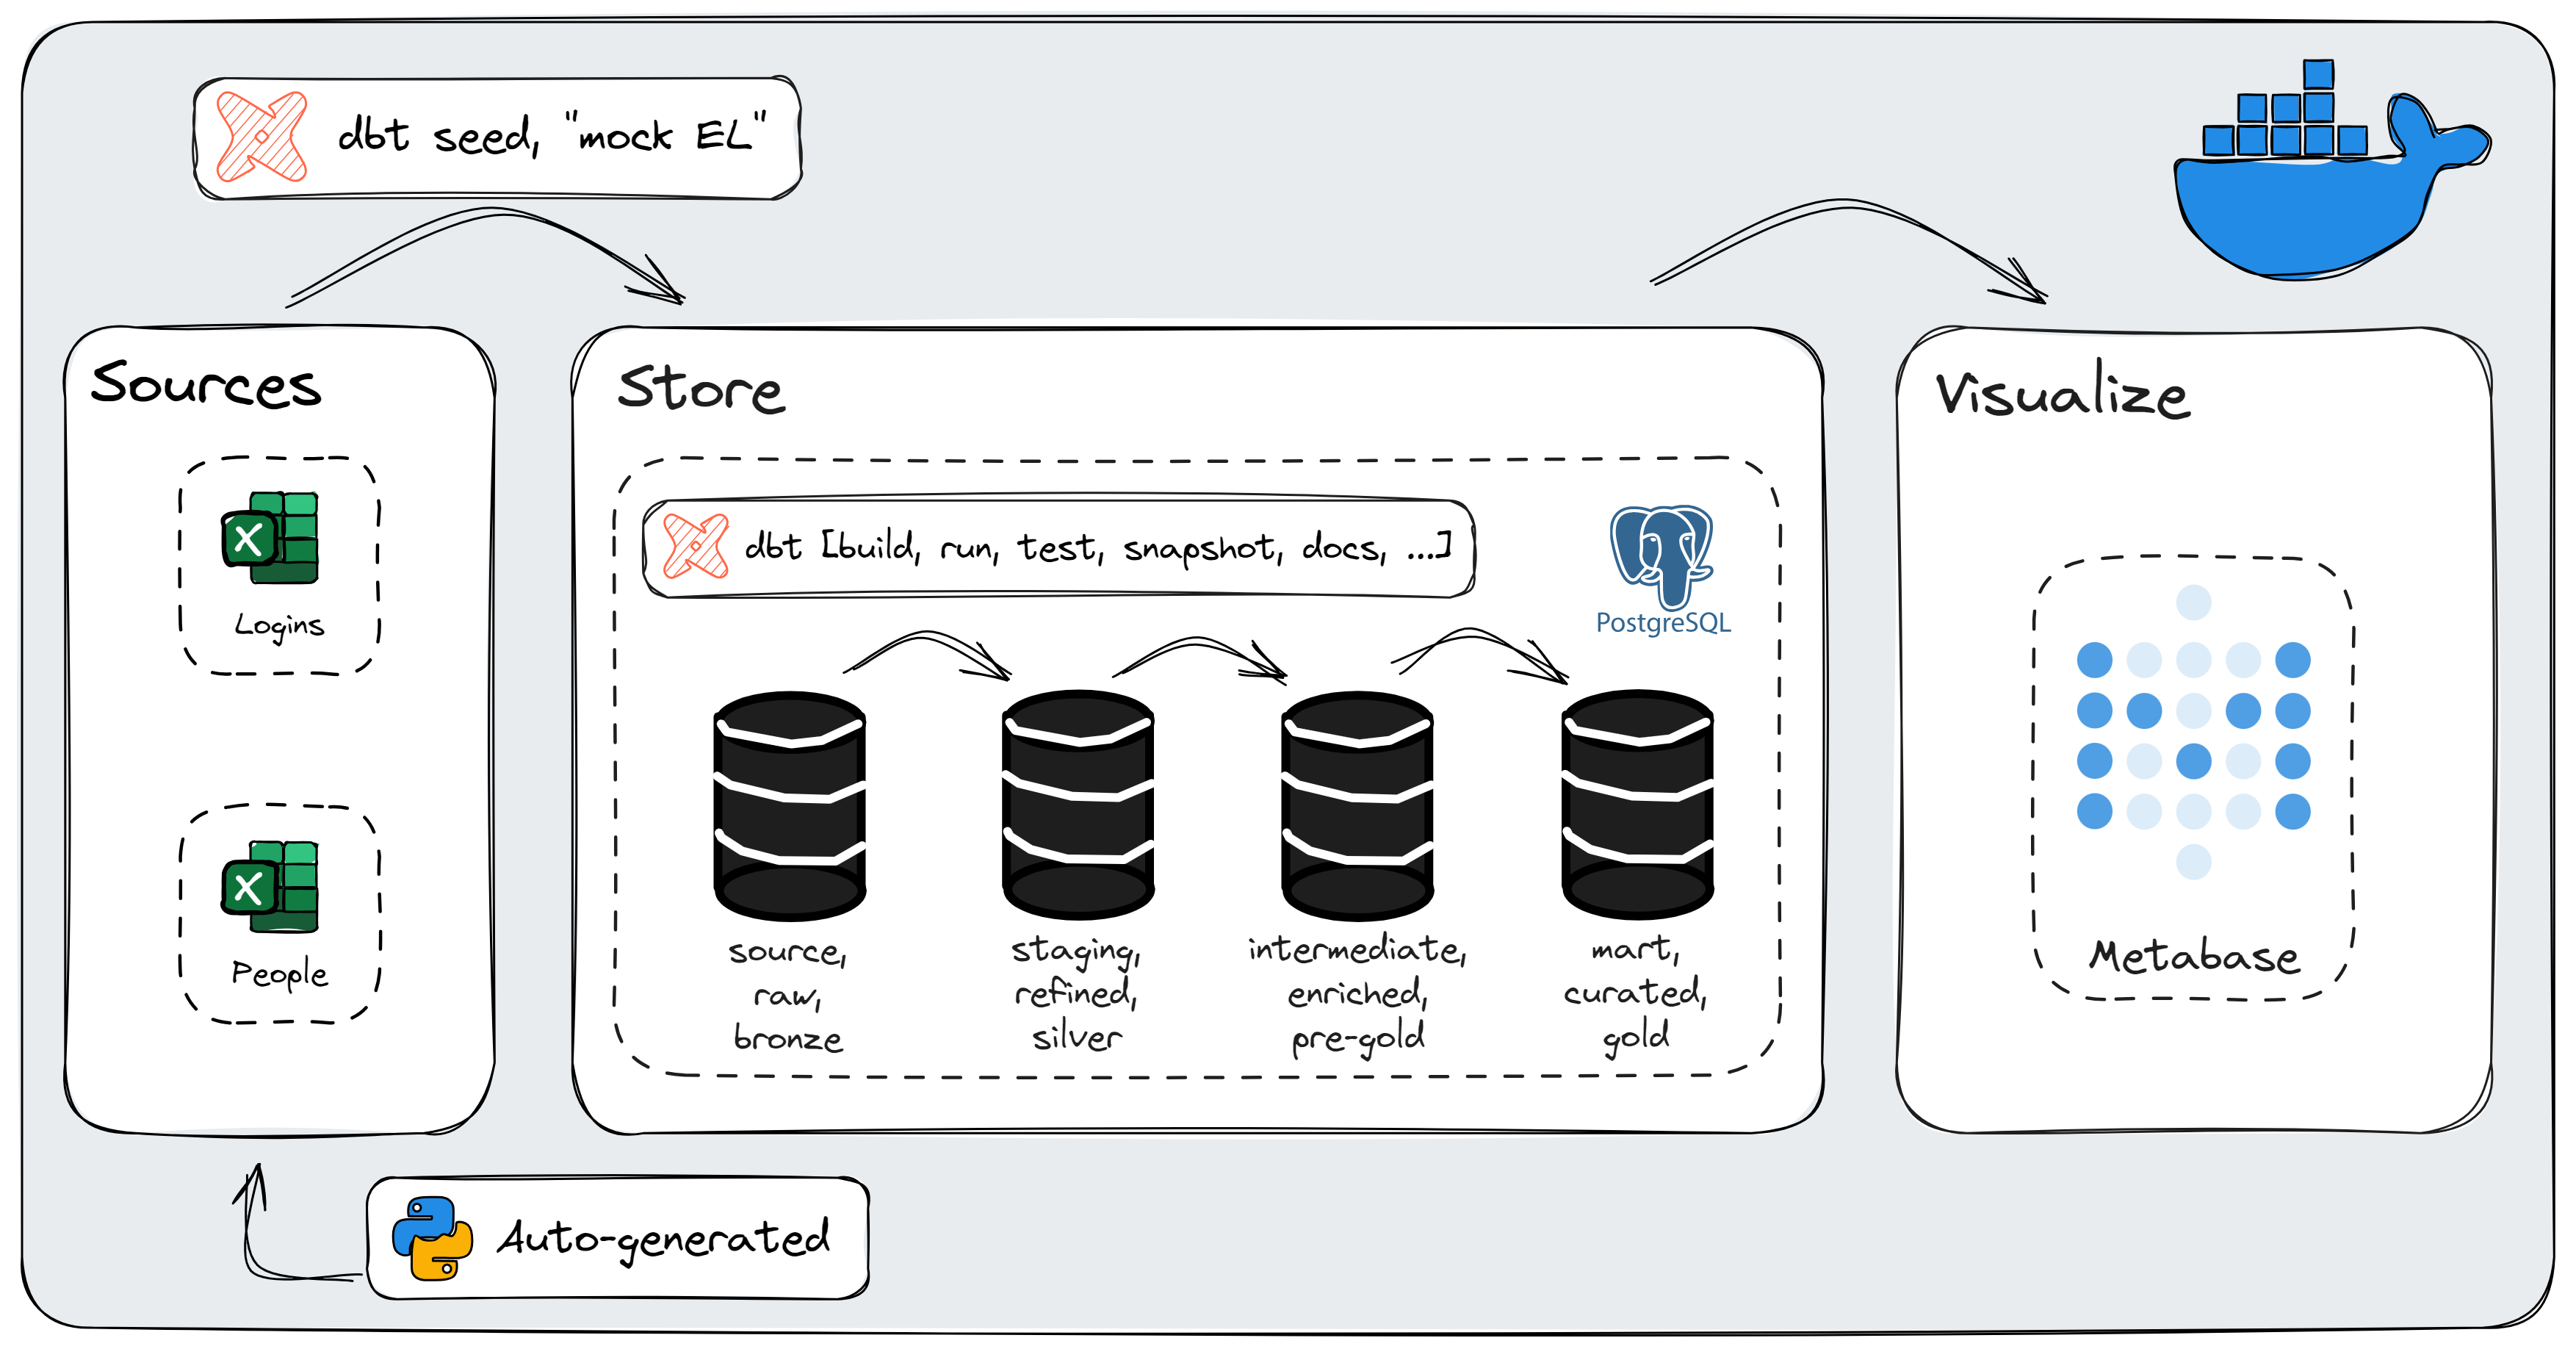 dbt seed, "mock EL"
Sources
Logins
People
Store
dbt [build, run, test, snapshot, docs, ...]
PostgreSQL
source,
raw,
bronze
staging,
refined,
silver
intermediate,
enriched,
pre-gold
mart,
curated,
gold
Visualize
Metabase
Auto-generated